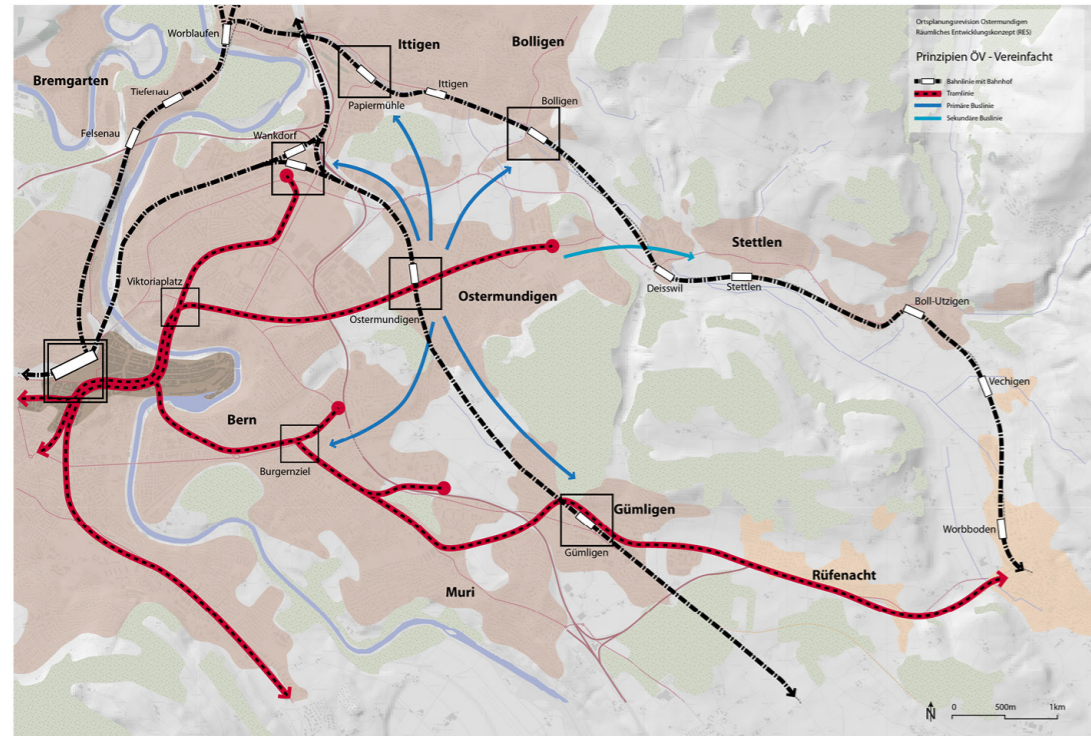 Ortsplanungsrevision Ostermundigen
Räumliches Entwicklungskonzept (RES)
Prinzipien ÖV - Vereinfacht
Bahnlinie mit Bahnhof
Tramlinie
Primäre Buslinie
Sekundäre Buslinie
Worblaufen
Ittigen
Bolligen
Bremgarten
Tiefenau
Ittigen
Papiermühle
Bolligen
Felsenau
Wankdorf
Stettlen
Viktoriaplatz
Deisswil
Stettlen
Ostermundigen
Boll-Utzigen
Ostermundigen
Vechigen
Bern
Burgernziel
Gümligen
Worbboden
Gümligen
Rüfenacht
Muri
N
0 500m 1km